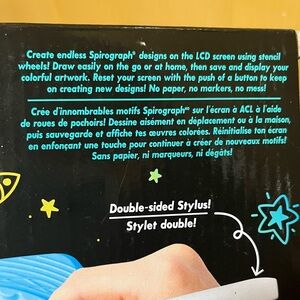 Create endless Spirograph® designs on the LCD screen using stencil
wheels! Draw easily on the go or at home, then save and display your
colorful artwork. Reset your screen with the push of a button to keep
on creating new designs! No paper, no markers, no mess!
Crée d'innombrables motifs Spirographᴹᴰ sur l'écran à ACL à l'aide
de roues de pochoirs! Dessine aisément en déplacement ou à la maison,
puis sauvegarde et affiche tes œuvres colorées. Réinitialise ton écran
en enfonçant une touche pour continuer à créer de nouveaux motifs!
Sans papier, ni marqueurs, ni dégâts!
Double-sided Stylus!
Stylet double!